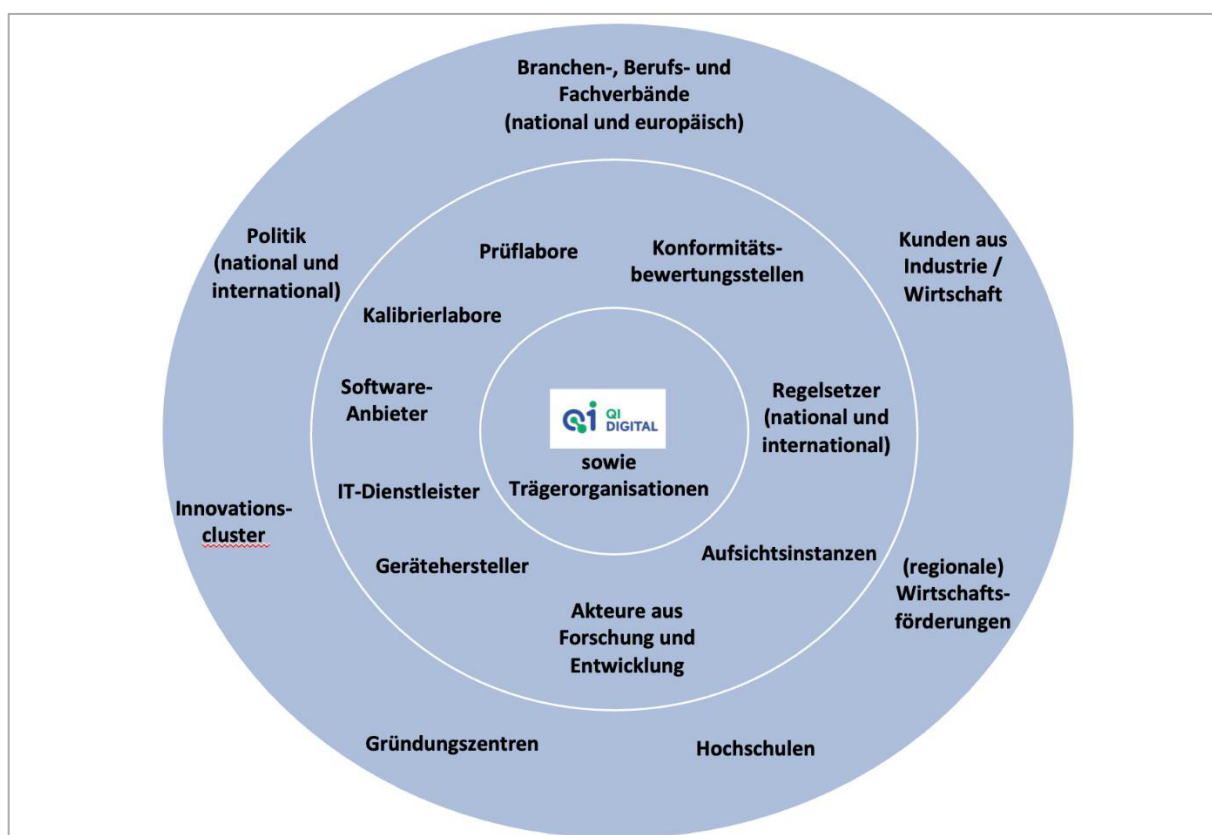 Branchen-, Berufs- und
Fachverbände
(national und europäisch)
Politik
(national und
international)
Kunden aus
Industrie /
Wirtschaft
Prüflabore
Konformitäts-
bewertungsstellen
Kalibrierlabore
Software-
Anbieter
QI
DIGITAL
sowie
Trägerorganisationen
Regelsetzer
(national und
international)
IT-Dienstleister
Innovations-
cluster
Gerätehersteller
Aufsichtsinstanzen
(regionale)
Wirtschafts-
förderungen
Akteure aus
Forschung und
Entwicklung
Gründungszentren
Hochschulen